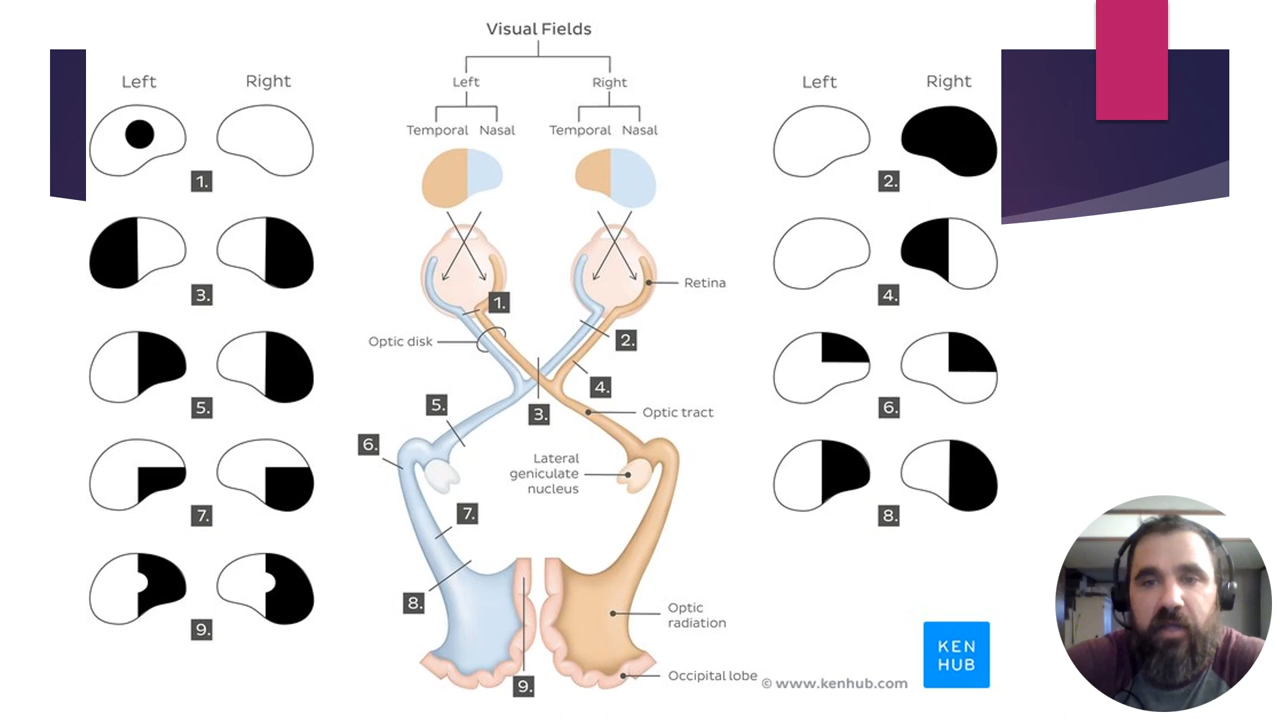 Visual Fields
Left
Right
Left
Right
Left
Right
Temporal
Nasal
Temporal
Nasal
1.
2.
3.
4.
5.
6.
7.
8.
9.
1.
Retina
Optic disk
2.
4.
3.
5.
Optic tract
6.
Lateral
geniculate
nucleus
7.
8.
Optic
radiation
9.
Occipital lobe
© www.kenhub.com
KEN
HUB